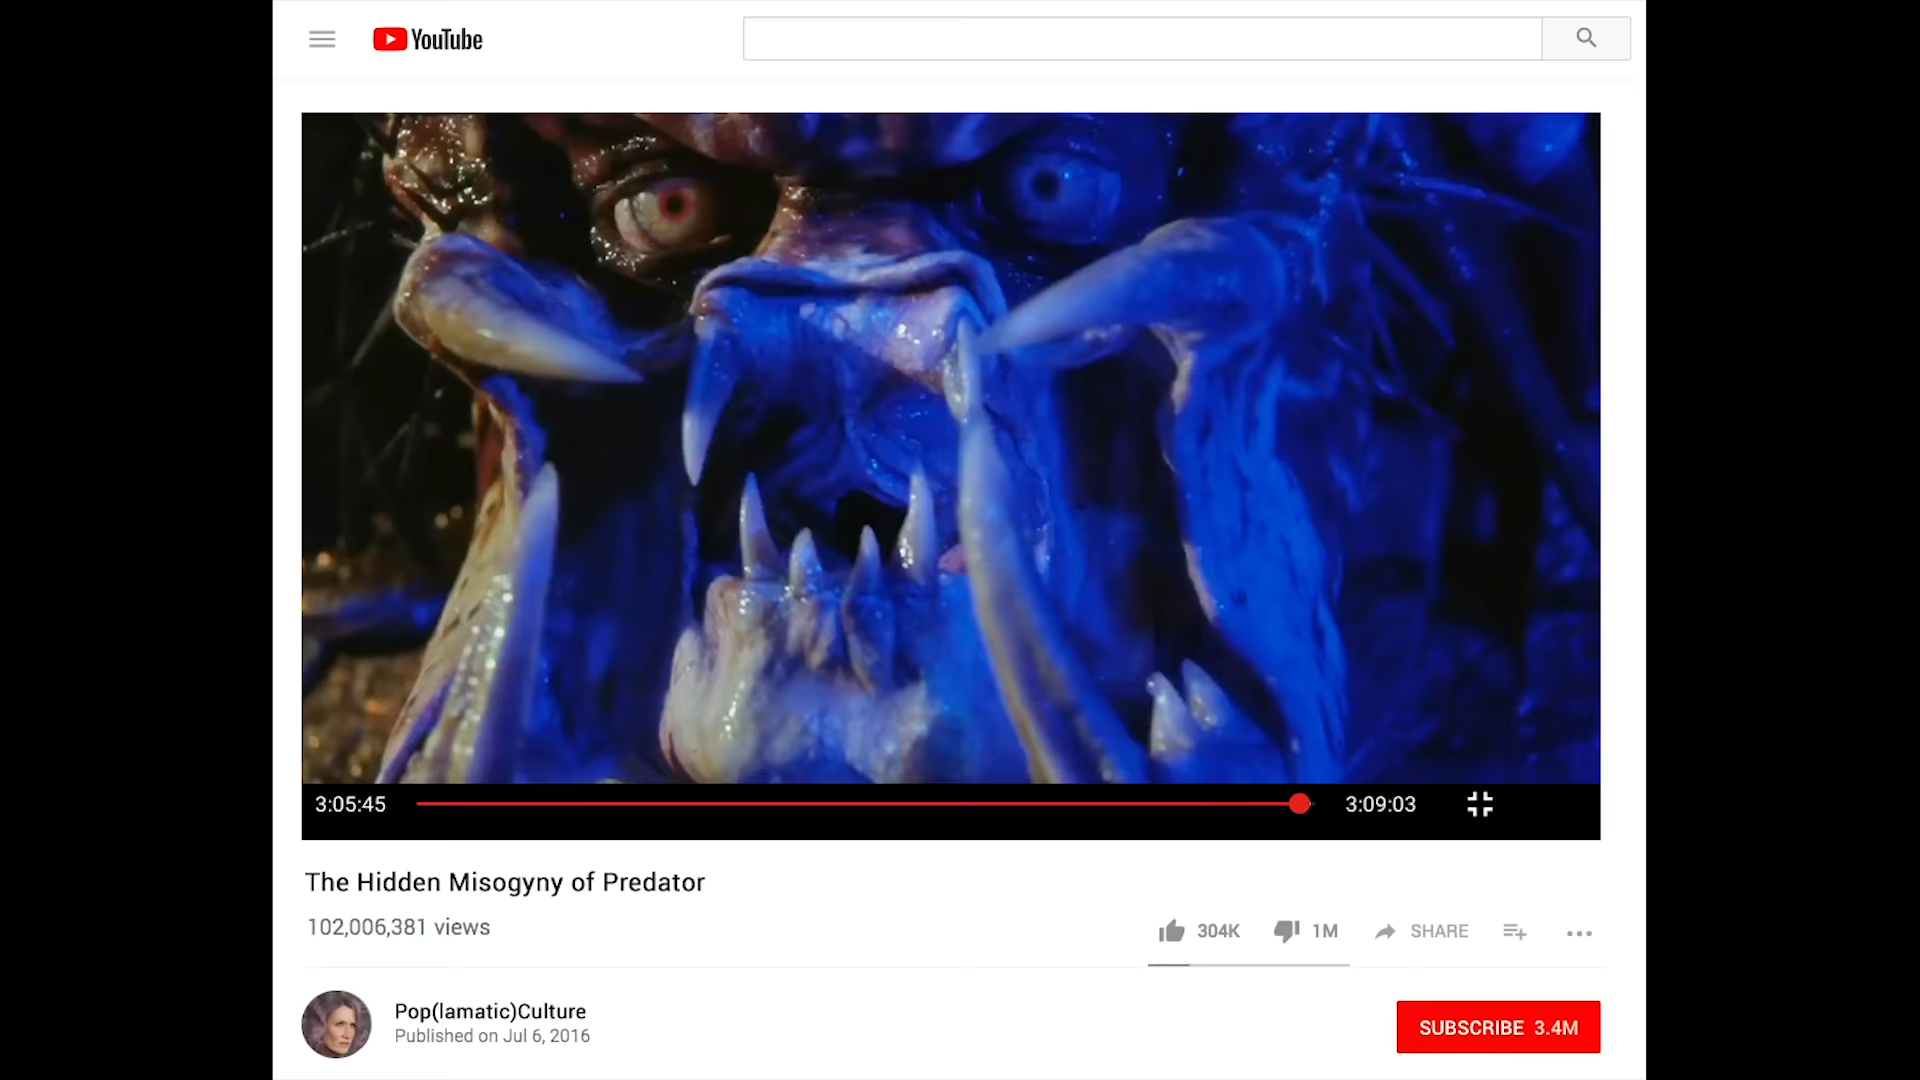 YouTube
3:05:45
3:09:03
The Hidden Misogyny of Predator
102,006,381 views
304K
1M
SHARE
Pop(lamatic)Culture
Published on Jul 6, 2016
SUBSCRIBE 3.4M